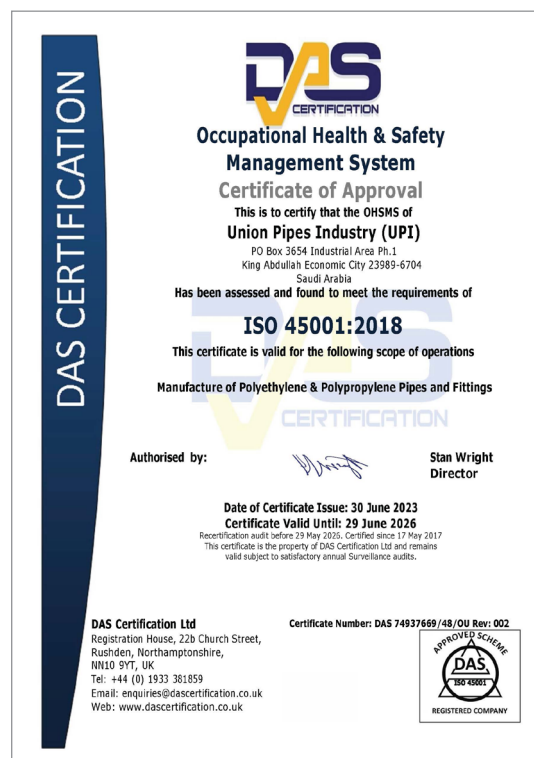 DAS CERTIFICATION
DAS
CERTIFICATION
Occupational Health & Safety
Management System
Certificate of Approval
This is to certify that the OHSMS of
Union Pipes Industry (UPI)
PO Box 3654 Industrial Area Ph.1
King Abdullah Economic City 23989-6704
Saudi Arabia
Has been assessed and found to meet the requirements of
ISO 45001:2018
This certificate is valid for the following scope of operations
Manufacture of Polyethylene & Polypropylene Pipes and Fittings
CERTIFICATION
Authorised by:
Stan Wright
Director
Date of Certificate Issue: 30 June 2023
Certificate Valid Until: 29 June 2026
Recertification audit before 29 May 2026. Certified since 17 May 2017
This certificate is the property of DAS Certification Ltd and remains
valid subject to satisfactory annual Surveillance audits.
DAS Certification Ltd
Registration House, 22b Church Street,
Rushden, Northamptonshire,
NN10 9YT, UK
Tel: +44 (0) 1933 381859
Email: enquiries@dascertification.co.uk
Web: www.dascertification.co.uk
Certificate Number: DAS 74937669/48/OU Rev: 002
APPROVED SCHEME
DAS
ISO 45001
REGISTERED COMPANY